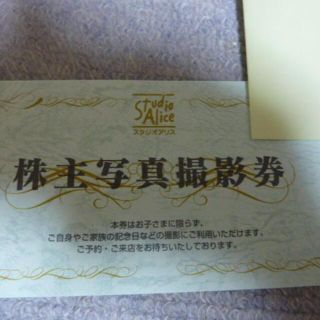 Studio
Alice
スタジオアリス
株主写真撮影券
本券はお子さまに限らず、
ご自身やご家族の記念日などの撮影にご利用いただけます。
ご予約・ご来店をお待ちいたしております。